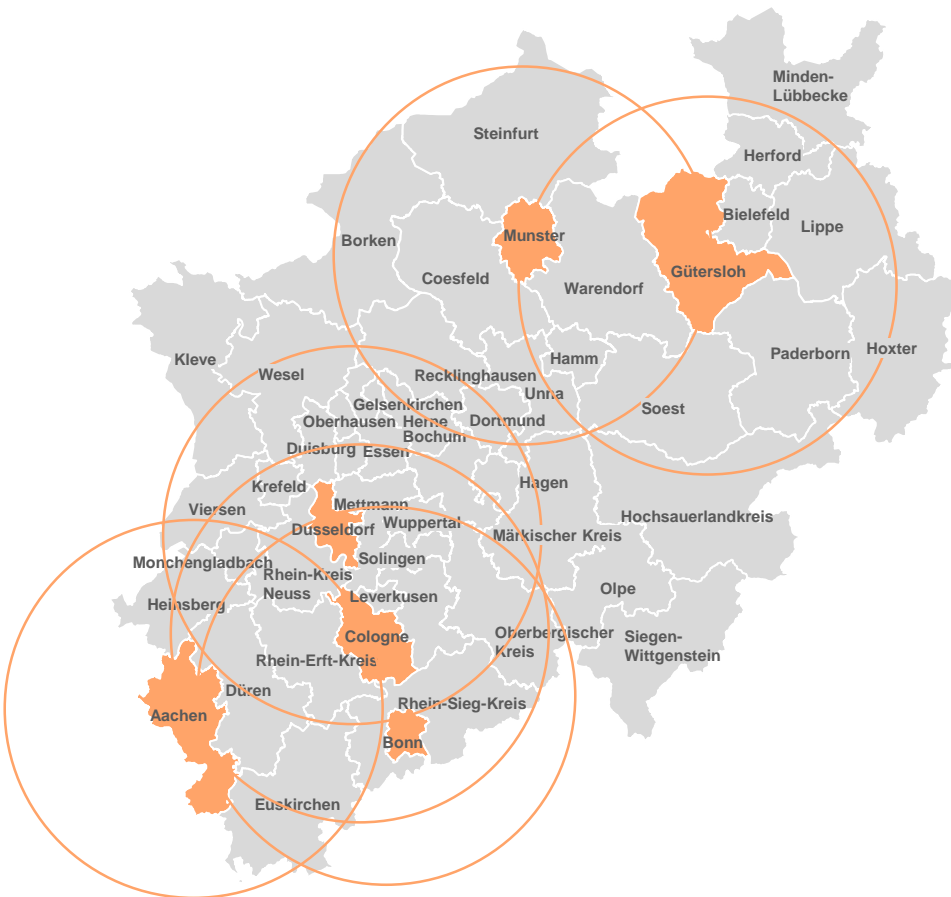 Minden-
Lübbecke
Steinfurt
Herford
Bielefeld
Lippe
Munster
Borken
Gütersloh
Coesfeld
Warendorf
Kleve
Wesel
Hamm
Paderborn
Hoxter
Recklinghausen
Unna
Gelsenkirchen
Soest
Oberhausen
Herne
Dortmund
Bochum
Duisburg
Essen
Krefeld
Hagen
Mettmann
Viersen
Dusseldorf
Wuppertal
Hochsauerlandkreis
Märkischer Kreis
Monchengladbach
Solingen
Rhein-Kreis
Neuss
Olpe
Heinsberg
Leverkusen
Cologne
Oberbergischer
Kreis
Siegen-
Wittgenstein
Rhein-Erft-Kreis
Düren
Rhein-Sieg-Kreis
Aachen
Bonn
Euskirchen